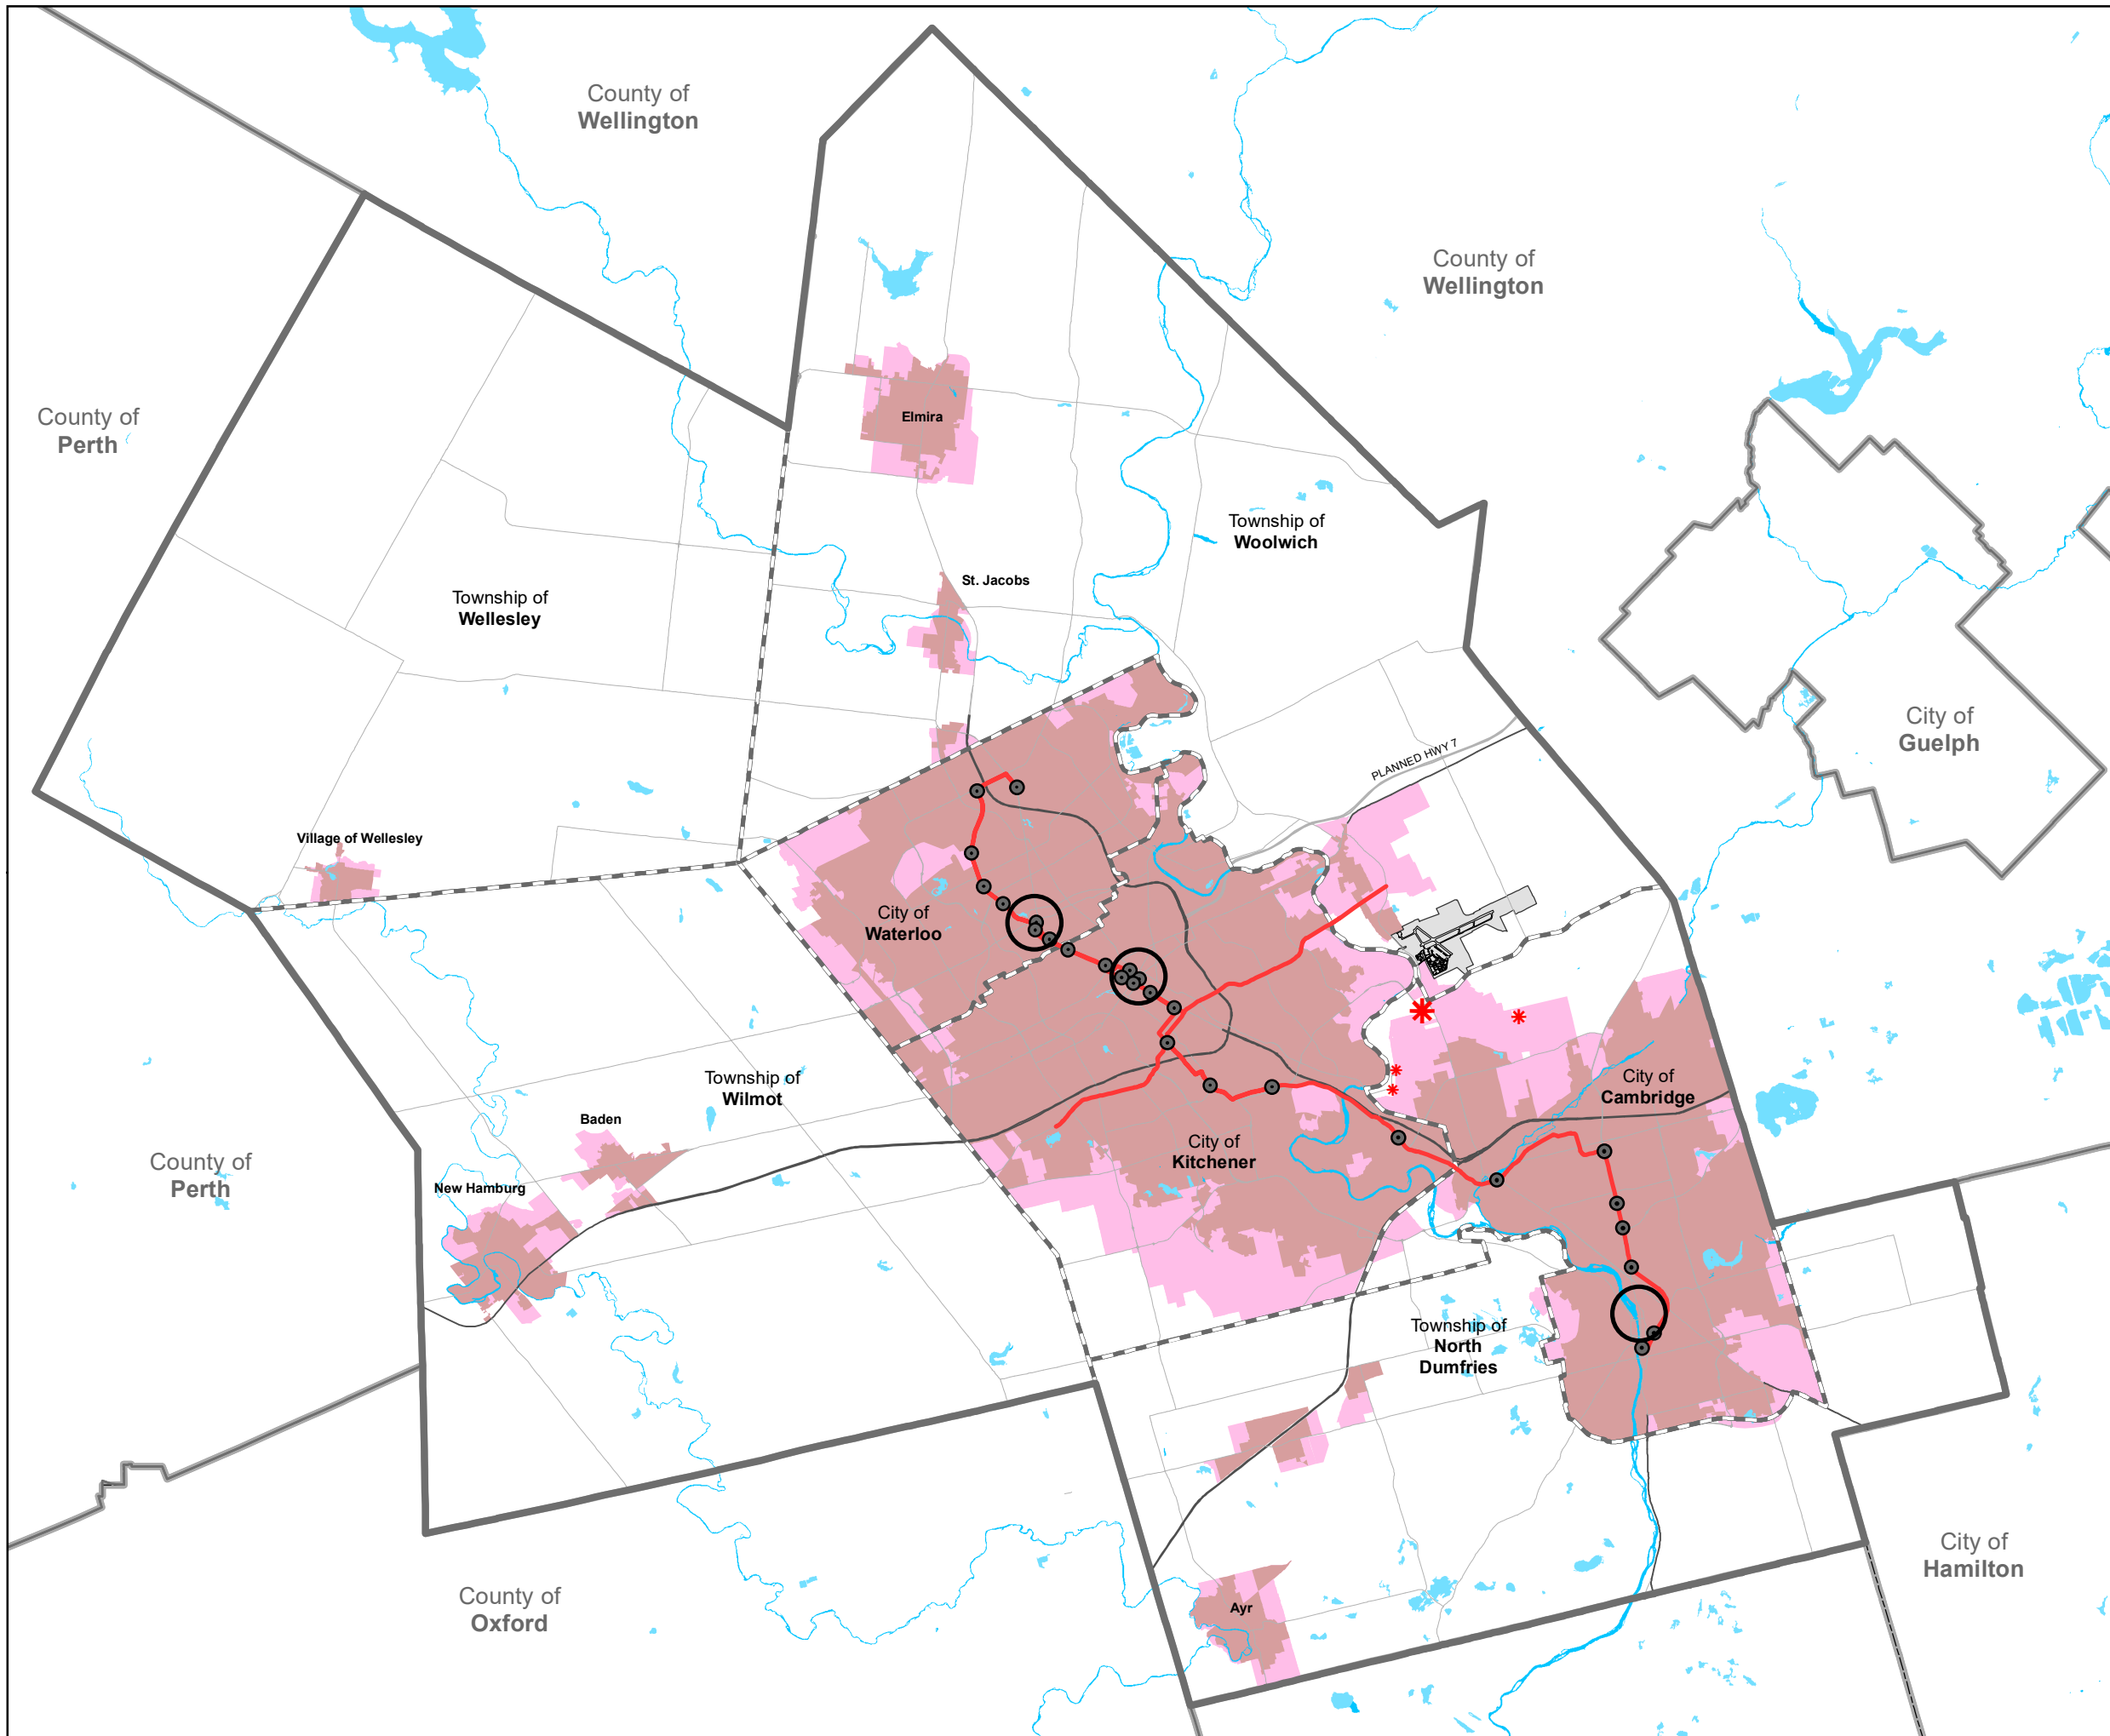 County of
Wellington
County of
Wellington
County of
Perth
Elmira
Township of
Woolwich
St. Jacobs
Township of
Wellesley
City of
Guelph
PLANNED HWY 7
Village of Wellesley
City of
Waterloo
Township of
Wilmot
City of
Cambridge
Baden
City of
Kitchener
County of
Perth
New Hamburg
Township of
North
Dumfries
City of
Hamilton
County of
Oxford
Ayr